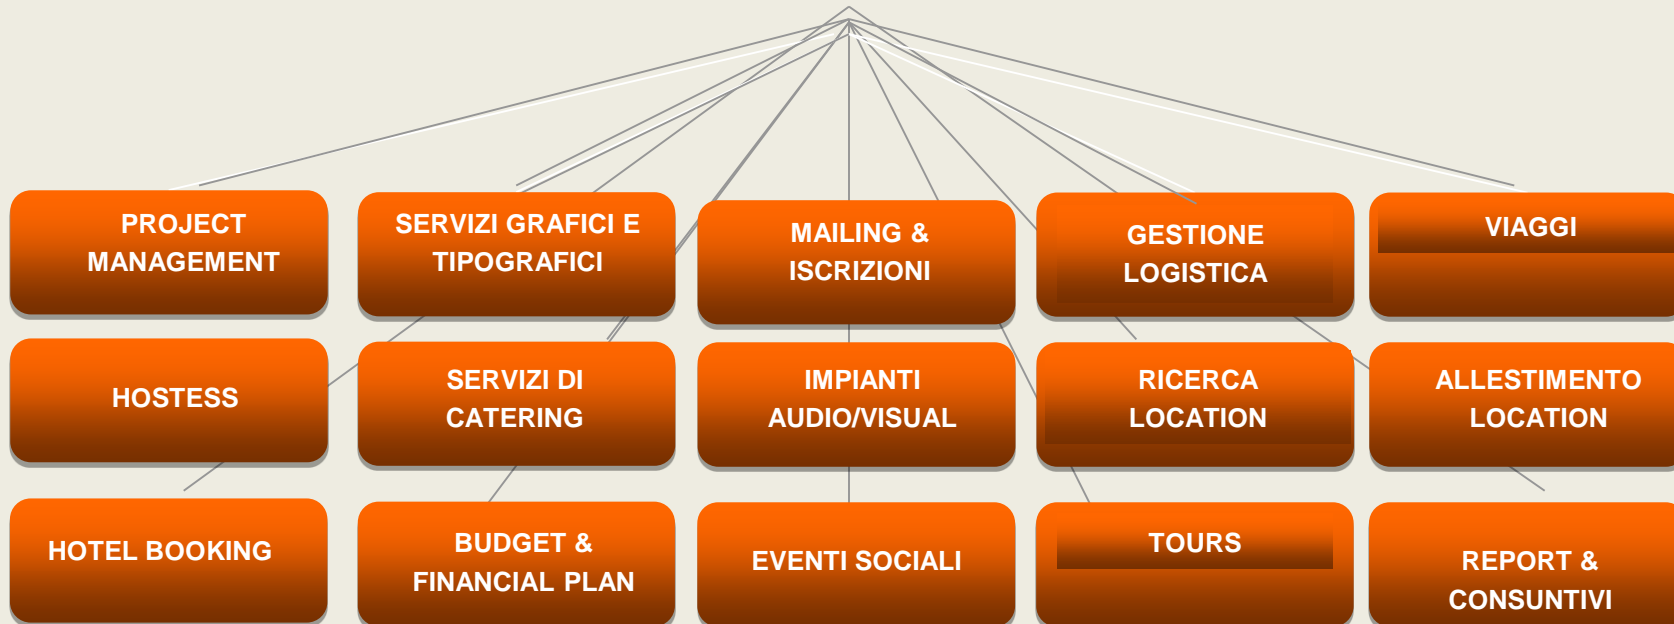 PROJECT
MANAGEMENT
SERVIZI GRAFICI E
TIPOGRAFICI
MAILING &
ISCRIZIONI
GESTIONE
LOGISTICA
VIAGGI
HOSTESS
SERVIZI DI
CATERING
IMPIANTI
AUDIO/VISUAL
RICERCA
LOCATION
ALLESTIMENTO
LOCATION
HOTEL BOOKING
BUDGET &
FINANCIAL PLAN
EVENTI SOCIALI
TOURS
REPORT &
CONSUNTIVI